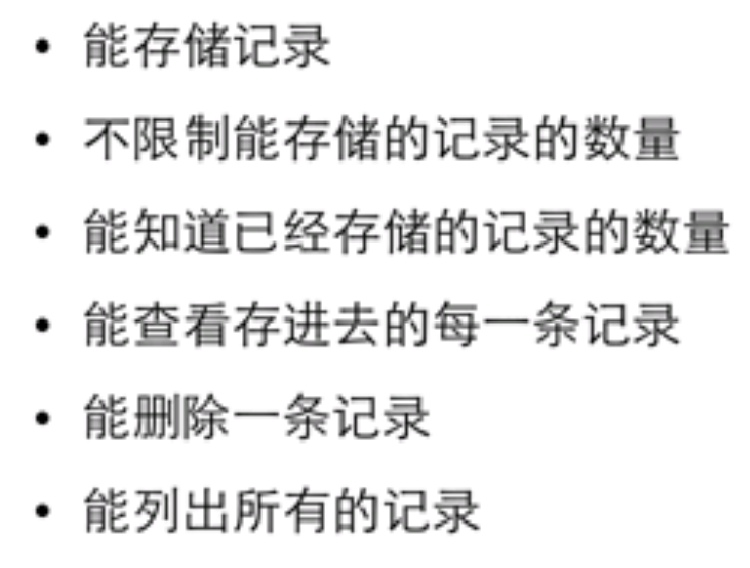 • 能存储记录
• 不限制能存储的记录的数量
• 能知道已经存储的记录的数量
• 能查看存进去的每一条记录
• 能删除一条记录
• 能列出所有的记录